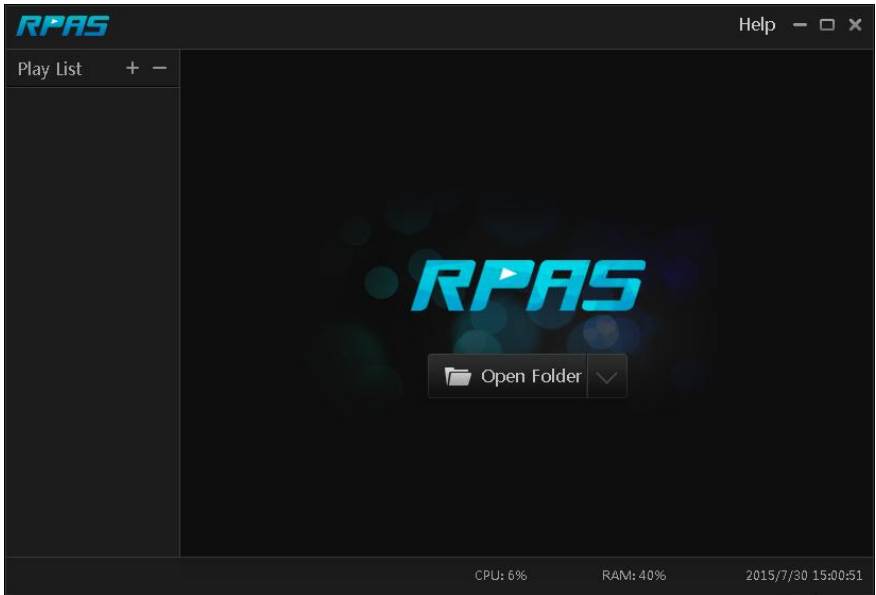 RPAS
Help
Play List
RPAS
Open Folder
CPU: 6% RAM: 40% 2015/7/30 15:00:51